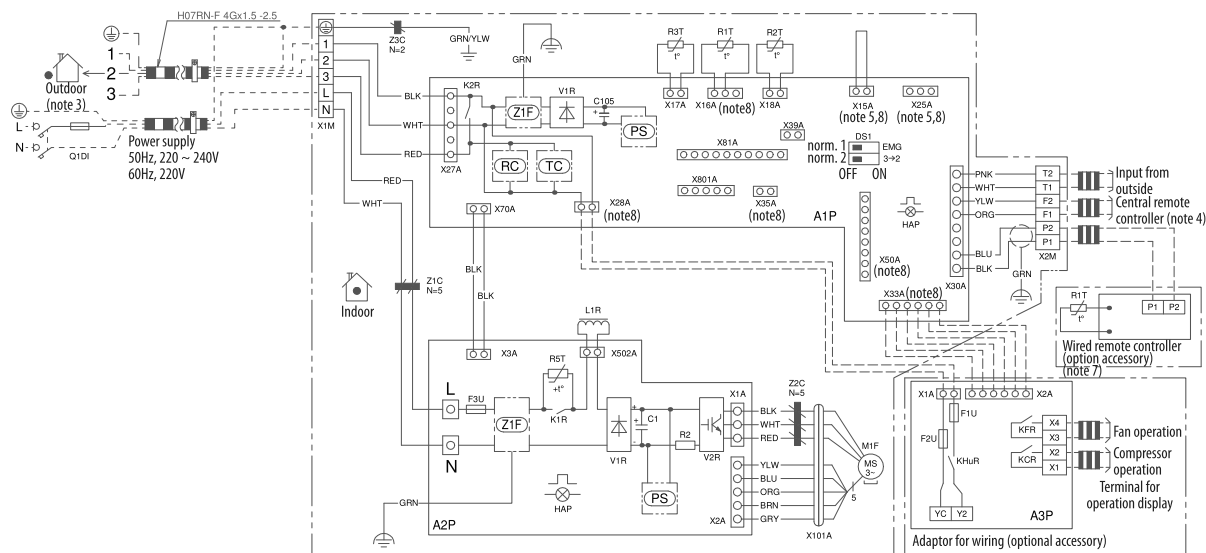 H07RN-F 4Gx1.5 -2.5
1
2
3
Outdoor
(note 3)
L
N
Q1DI
Power supply
50Hz, 220 ~ 240V
60Hz, 220V
1
2
3
L
N
X1M
Z3C
N=2
GRN/YLW
GRN
BLK
WHT
RED
X27A
K2R
Z1F
V1R
C105
PS
RC
TC
X70A
X28A
(note8)
R3T
t°
R1T
t°
R2T
t°
X17A
X16A
(note8)
X18A
X15A
(note 5,8)
X25A
(note 5,8)
X39A
X81A
X801A
X35A
(note8)
DS1
norm. 1
EMG
norm. 2
3→2
OFF ON
HAP
A1P
X50A
(note8)
X33A
(note8)
X30A
PNK
WHT
YLW
ORG
BLU
BLK
GRN
T2
T1
F2
F1
P2
P1
X2M
Input from
outside
Central remote
controller (note 4)
R1T
t°
P1 P2
Wired remote controller
(option accessory)
(note 7)
RED
WHT
Z1C
N=5
Indoor
BLK
BLK
L1R
X3A
X502A
R5T
+t°
K1R
L
F3U
N
Z1F
V1R
C1
+
-
R2
V2R
PS
HAP
GRN
A2P
X1A
BLK
WHT
RED
Z2C
N=5
M1F
MS
3~
YLW
BLU
ORG
BRN
GRY
5
X2A
X101A
X1A
X2A
F1U
F2U
KHuR
YC Y2
KFR
KCR
X4
X3
X2
X1
A3P
Fan operation
Compressor
operation
Terminal for
operation display
Adaptor for wiring (optional accessory)